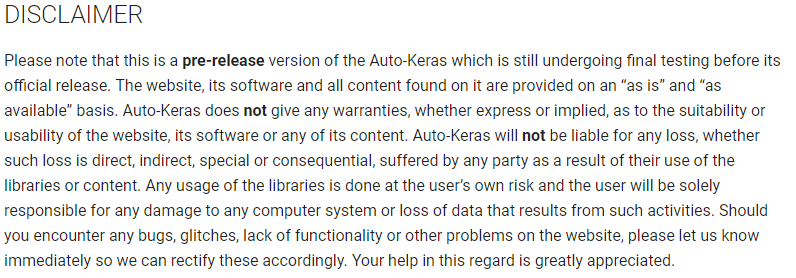 DISCLAIMER
Please note that this is a pre-release version of the Auto-Keras which is still undergoing final testing before its
official release. The website, its software and all content found on it are provided on an “as is” and “as
available” basis. Auto-Keras does not give any warranties, whether express or implied, as to the suitability or
usability of the website, its software or any of its content. Auto-Keras will not be liable for any loss, whether
such loss is direct, indirect, special or consequential, suffered by any party as a result of their use of the
libraries or content. Any usage of the libraries is done at the user’s own risk and the user will be solely
responsible for any damage to any computer system or loss of data that results from such activities. Should
you encounter any bugs, glitches, lack of functionality or other problems on the website, please let us know
immediately so we can rectify these accordingly. Your help in this regard is greatly appreciated.